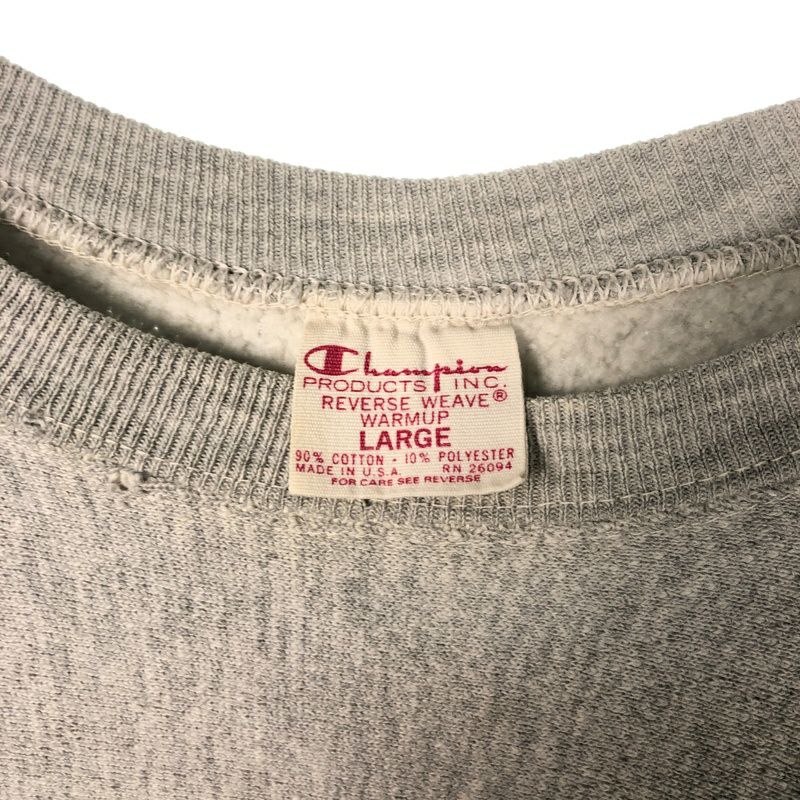 Champion
PRODUCTS INC.
REVERSE WEAVE®
WARMUP
LARGE
90% COTTON · 10% POLYESTER
MADE IN U.S.A. RN 26094
FOR CARE SEE REVERSE